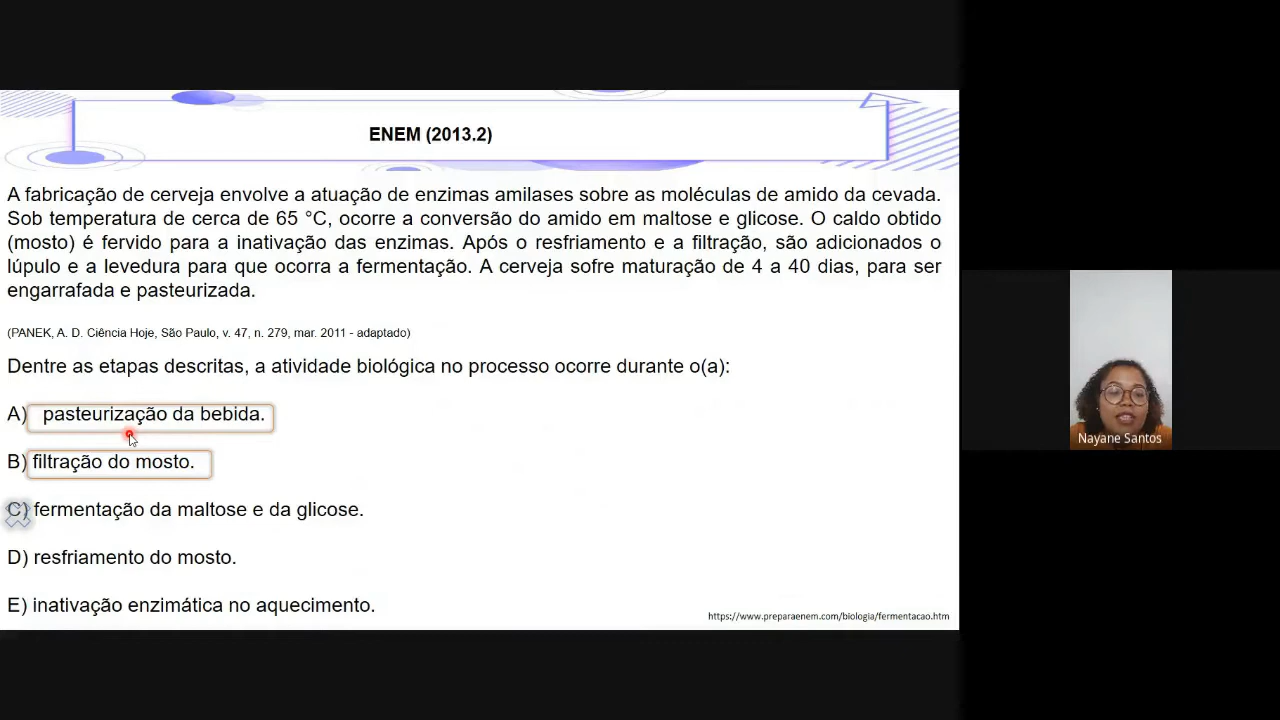 ENEM (2013.2)
A fabricação de cerveja envolve a atuação de enzimas amilases sobre as moléculas de amido da cevada.
Sob temperatura de cerca de 65 °C, ocorre a conversão do amido em maltose e glicose. O caldo obtido
(mosto) é fervido para a inativação das enzimas. Após o resfriamento e a filtração, são adicionados o
lúpulo e a levedura para que ocorra a fermentação. A cerveja sofre maturação de 4 a 40 dias, para ser
engarrafada e pasteurizada.
(PANEK, A. D. Ciência Hoje, São Paulo, v. 47, n. 279, mar. 2011 - adaptado)
Dentre as etapas descritas, a atividade biológica no processo ocorre durante o(a):
A) pasteurização da bebida.
B) filtração do mosto.
C) fermentação da maltose e da glicose.
D) resfriamento do mosto.
E) inativação enzimática no aquecimento.
https://www.preparaenem.com/biologia/fermentacao.htm
Nayane Santos